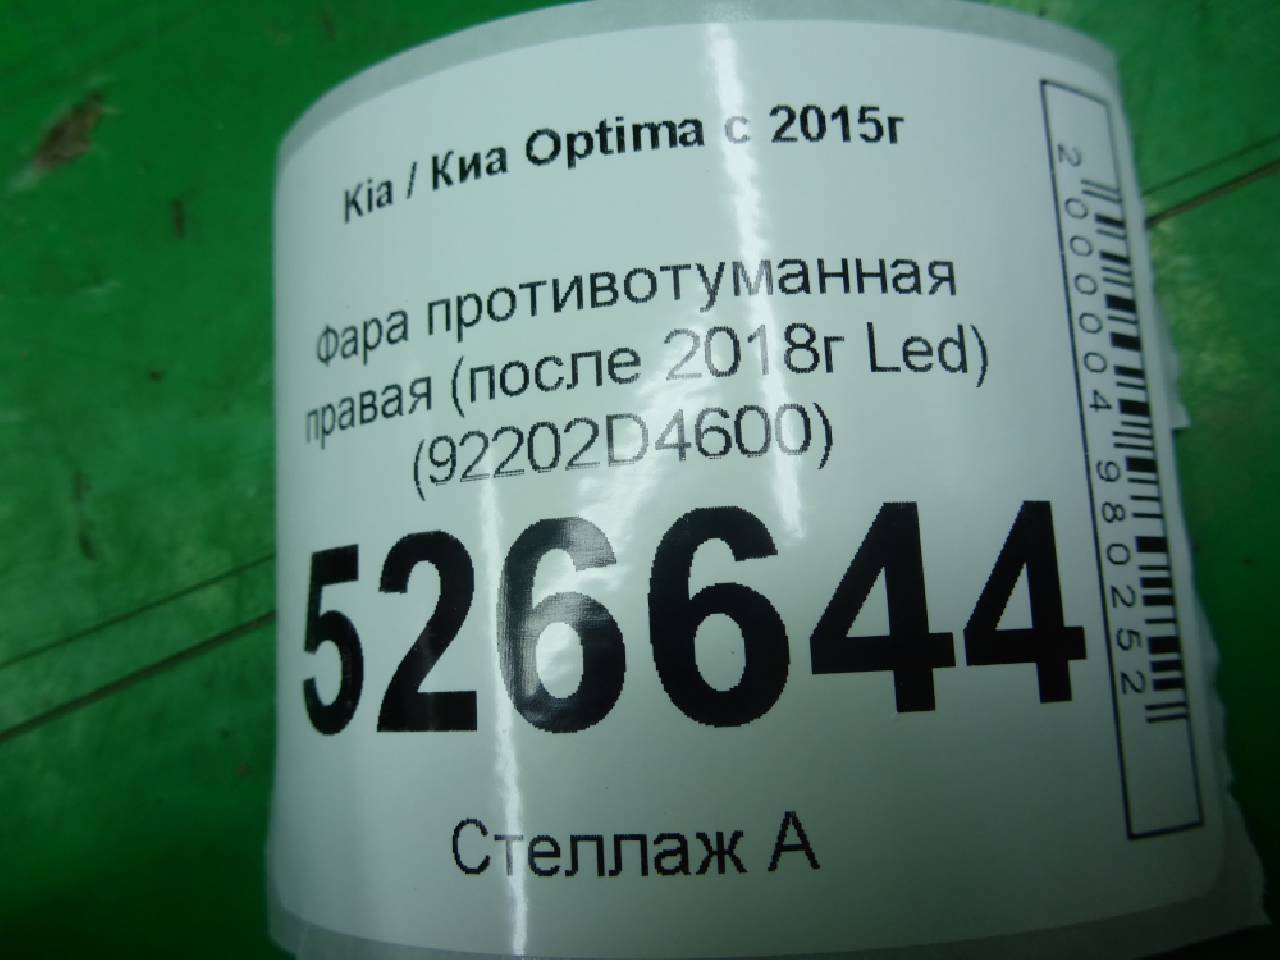 Kia / Киа Optima с 2015г
Фара противотуманная
правая (после 2018г Led)
(92202D4600)
526644
Стеллаж А
2000004980252